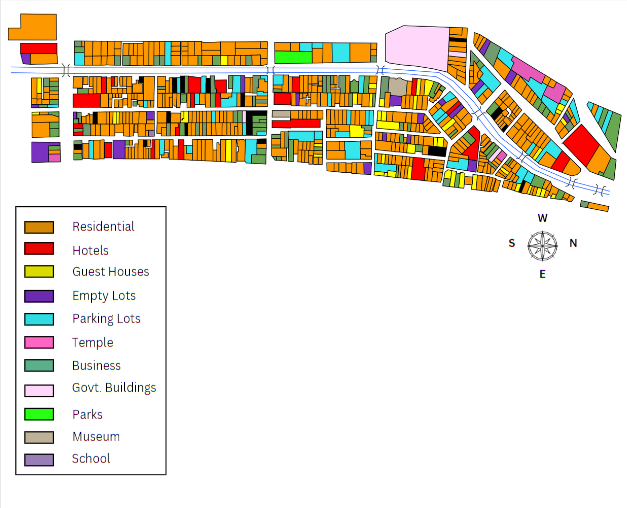 W
S
N
E
Residential
Hotels
Guest Houses
Empty Lots
Parking Lots
Temple
Business
Govt. Buildings
Parks
Museum
School